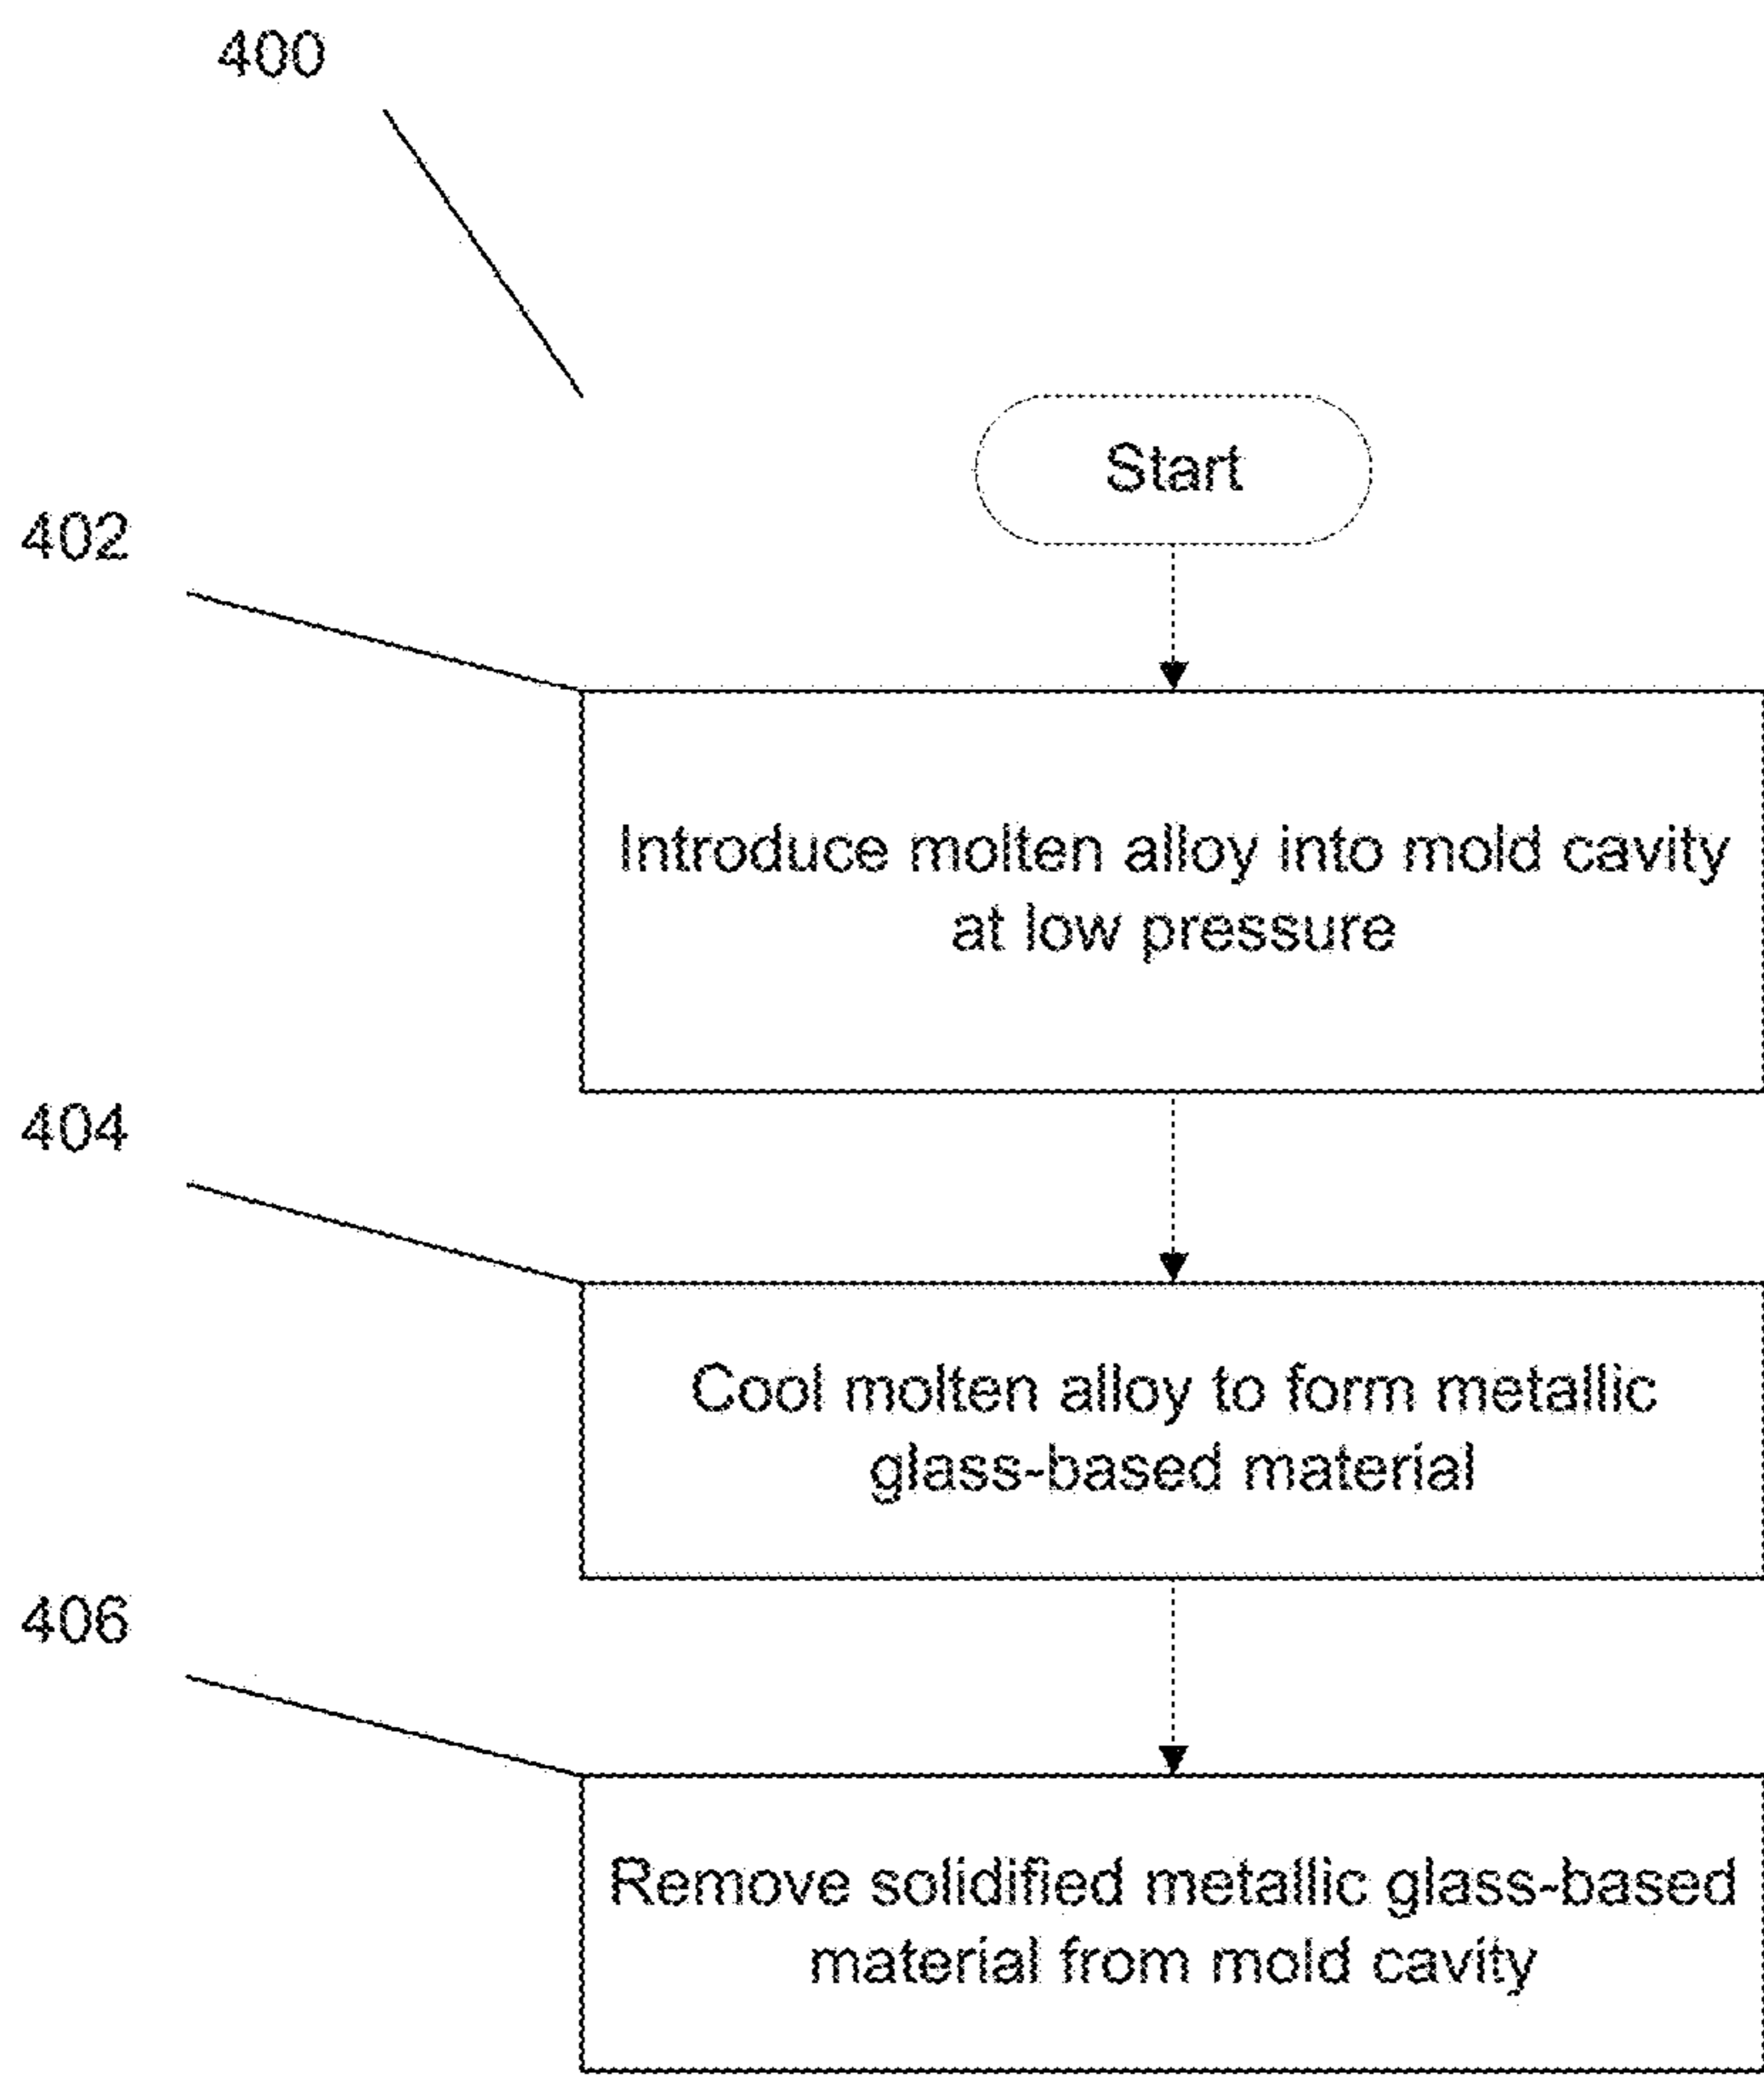 400
Start
402
Introduce molten alloy into mold cavity
at low pressure
404
Cool molten alloy to form metallic
glass-based material
406
Remove solidified metallic glass-based
material from mold cavity